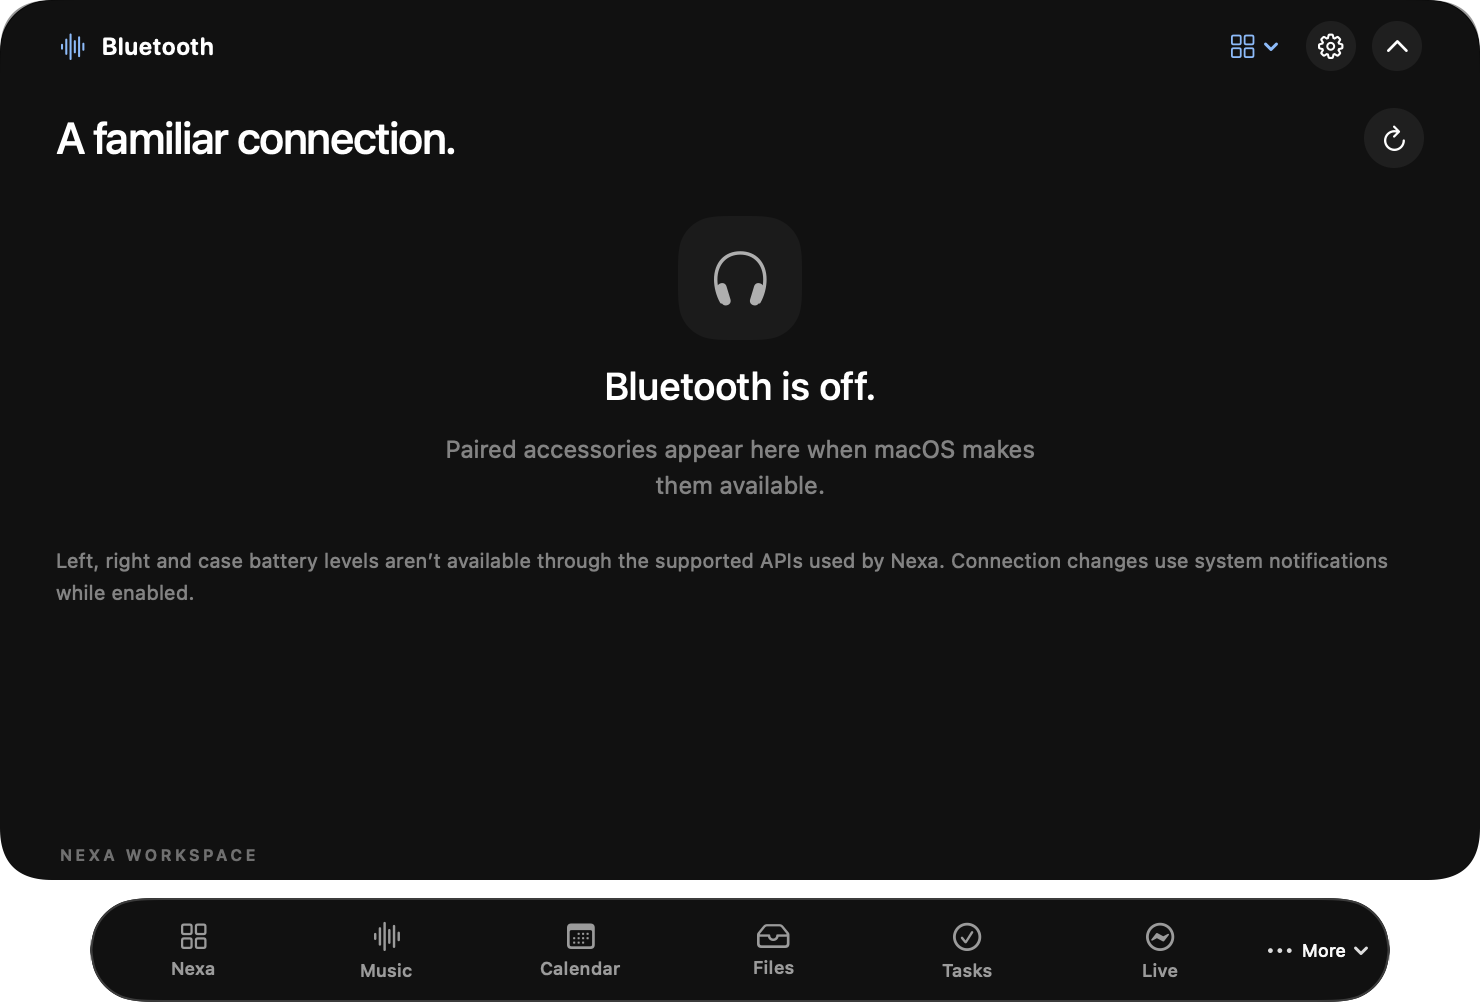 Bluetooth
A familiar connection.
Bluetooth is off.
Paired accessories appear here when macOS makes
them available.
Left, right and case battery levels aren’t available through the supported APIs used by Nexa. Connection changes use system notifications
while enabled.
NEXA WORKSPACE
Nexa
Music
Calendar
Files
Tasks
Live
More